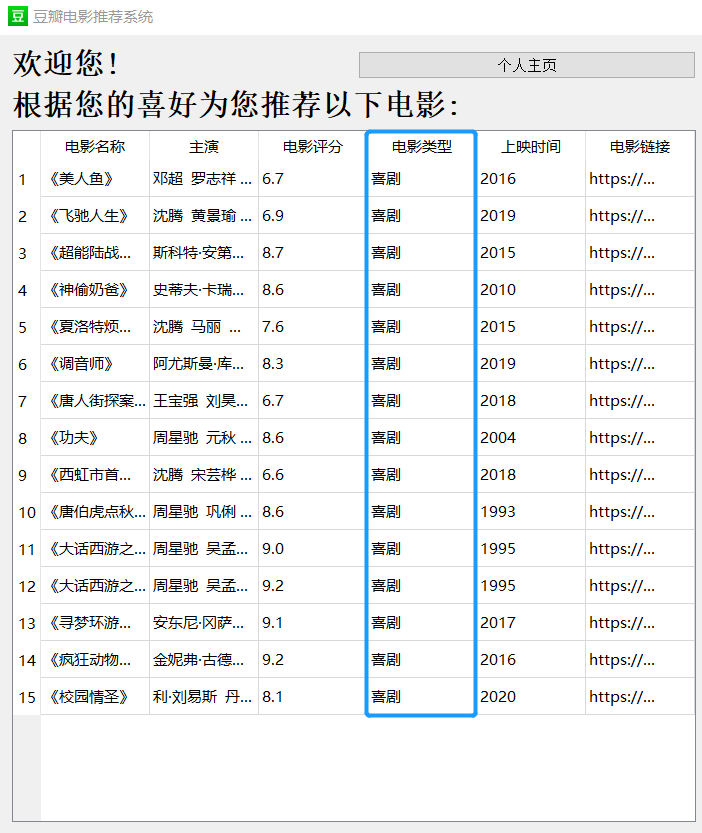 豆 豆瓣电影推荐系统
欢迎您！ 个人主页
根据您的喜好为您推荐以下电影：
电影名称 主演 电影评分 电影类型 上映时间 电影链接
1 《美人鱼》 邓超 罗志祥 ... 6.7 喜剧 2016 https://...
2 《飞驰人生》 沈腾 黄景瑜 ... 6.9 喜剧 2019 https://...
3 《超能陆战... 斯科特·安第... 8.7 喜剧 2015 https://...
4 《神偷奶爸》 史蒂夫·卡瑞... 8.6 喜剧 2010 https://...
5 《夏洛特烦... 沈腾 马丽 ... 7.6 喜剧 2015 https://...
6 《调音师》 阿尤斯曼·库... 8.3 喜剧 2019 https://...
7 《唐人街探案... 王宝强 刘昊... 6.7 喜剧 2018 https://...
8 《功夫》 周星驰 元秋 ... 8.6 喜剧 2004 https://...
9 《西虹市首... 沈腾 宋芸桦 ... 6.6 喜剧 2018 https://...
10 《唐伯虎点秋... 周星驰 巩俐 ... 8.6 喜剧 1993 https://...
11 《大话西游之... 周星驰 吴孟... 9.0 喜剧 1995 https://...
12 《大话西游之... 周星驰 吴孟... 9.2 喜剧 1995 https://...
13 《寻梦环游... 安东尼·冈萨... 9.1 喜剧 2017 https://...
14 《疯狂动物... 金妮弗·古德... 9.2 喜剧 2016 https://...
15 《校园情圣》 利·刘易斯 丹... 8.1 喜剧 2020 https://...